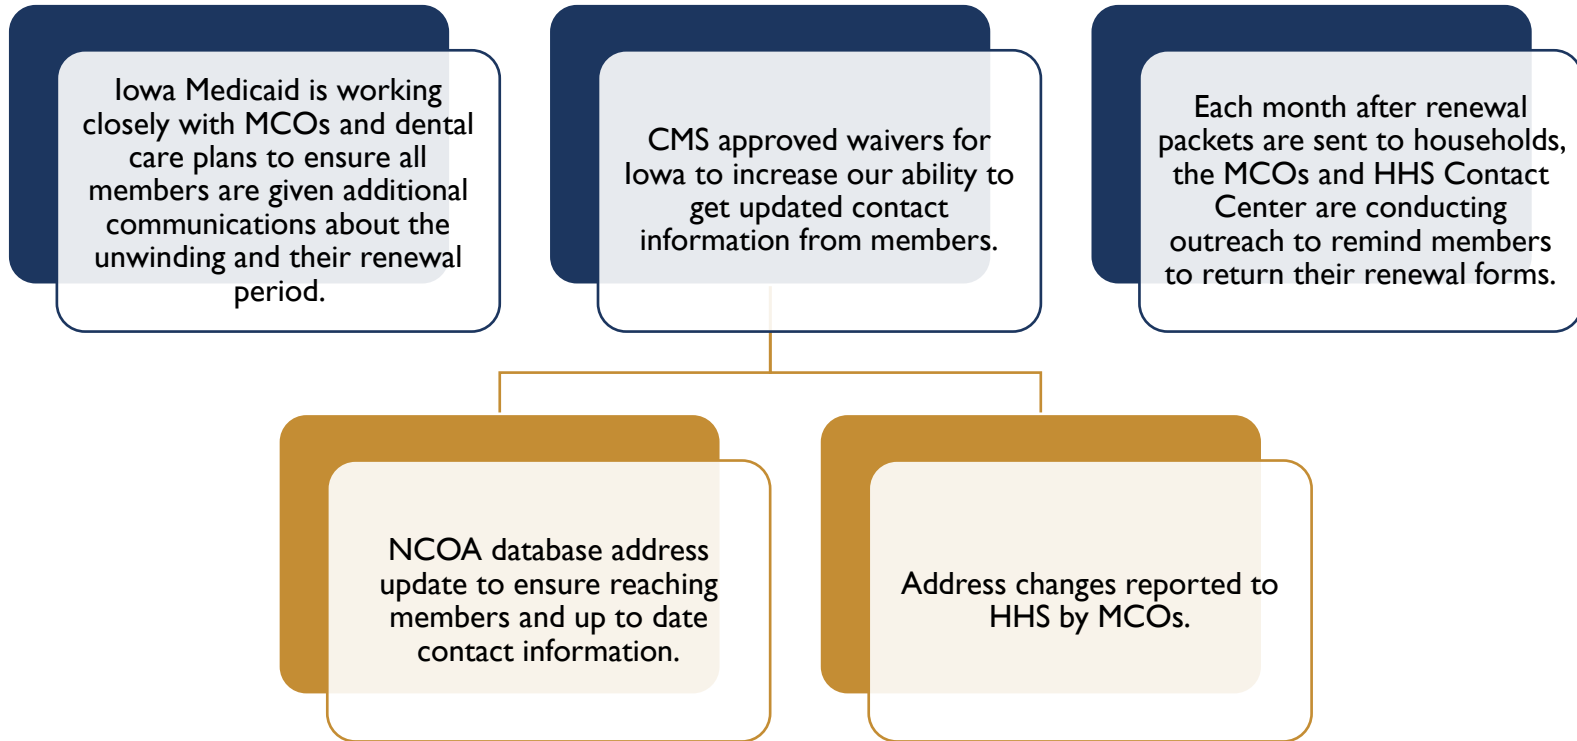 Iowa Medicaid is working
closely with MCOs and dental
care plans to ensure all
members are given additional
communications about the
unwinding and their renewal
period.
CMS approved waivers for
Iowa to increase our ability to
get updated contact
information from members.
Each month after renewal
packets are sent to households,
the MCOs and HHS Contact
Center are conducting
outreach to remind members
to return their renewal forms.
NCOA database address
update to ensure reaching
members and up to date
contact information.
Address changes reported to
HHS by MCOs.